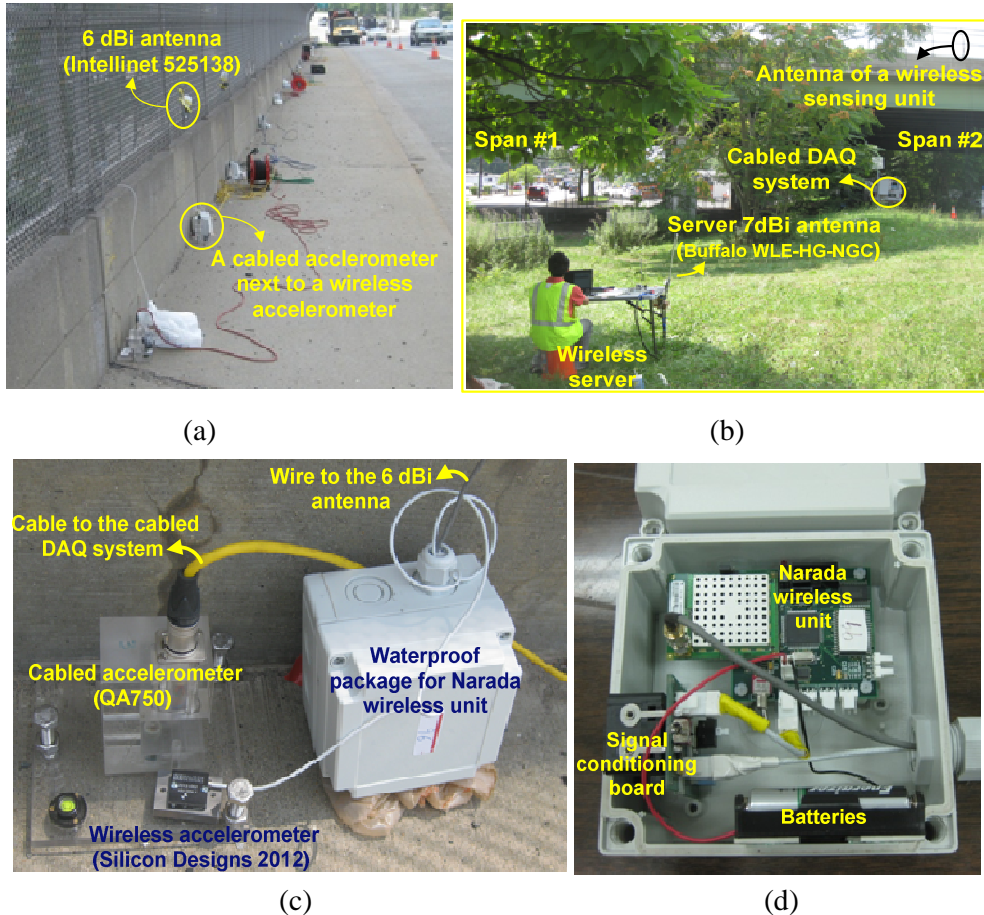 6 dBi antenna
(Intellinet 525138)
A cabled acclerometer
next to a wireless
accelerometer
(a)
Antenna of a wireless
sensing unit
Span #1
Span #2
Cabled DAQ
system
Server 7dBi antenna
(Buffalo WLE-HG-NGC)
Wireless
server
(b)
Wire to the 6 dBi
antenna
Cable to the cabled
DAQ system
Cabled accelerometer
(QA750)
Waterproof
package for Narada
wireless unit
Wireless accelerometer
(Silicon Designs 2012)
(c)
Narada
wireless
unit
Signal
conditioning
board
Batteries
Energizer
(d)